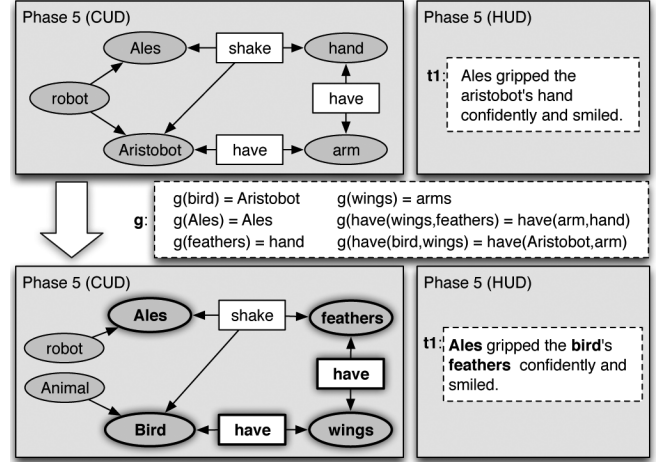 Phase 5 (CUD)
Ales
shake
hand
robot
have
Aristobot
have
arm
Phase 5 (HUD)
t1: Ales gripped the
aristobot's hand
confidently and smiled.
g:
g(bird) = Aristobot g(wings) = arms
g(Ales) = Ales g(have(wings,feathers) = have(arm,hand)
g(feathers) = hand g(have(bird,wings) = have(Aristobot,arm)
Phase 5 (CUD)
Ales
shake
feathers
robot
Animal
have
Bird
have
wings
Phase 5 (HUD)
t1: Ales gripped the bird's
feathers confidently and
smiled.